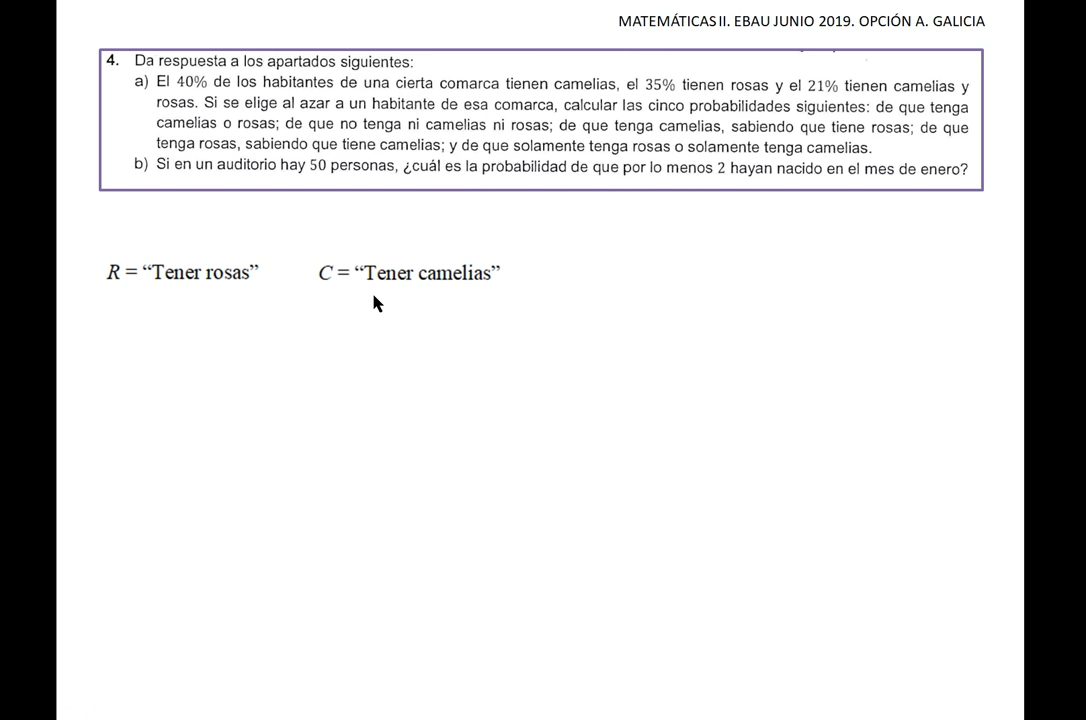 MATEMÁTICAS II. EBAU JUNIO 2019. OPCIÓN A. GALICIA
4. Da respuesta a los apartados siguientes:
a) El 40% de los habitantes de una cierta comarca tienen camelias, el 35% tienen rosas y el 21% tienen camelias y
rosas. Si se elige al azar a un habitante de esa comarca, calcular las cinco probabilidades siguientes: de que tenga
camelias o rosas; de que no tenga ni camelias ni rosas; de que tenga camelias, sabiendo que tiene rosas; de que
tenga rosas, sabiendo que tiene camelias; y de que solamente tenga rosas o solamente tenga camelias.
b) Si en un auditorio hay 50 personas, ¿cuál es la probabilidad de que por lo menos 2 hayan nacido en el mes de enero?
R = “Tener rosas” C = “Tener camelias”